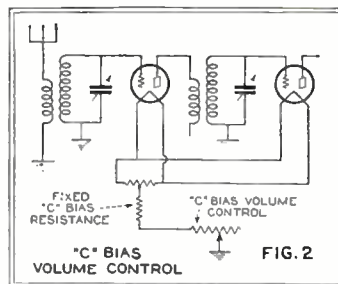 FIXED
"C" BIAS
RESISTANCE
"C" BIAS VOLUME
CONTROL
"C" BIAS
VOLUME CONTROL
FIG. 2